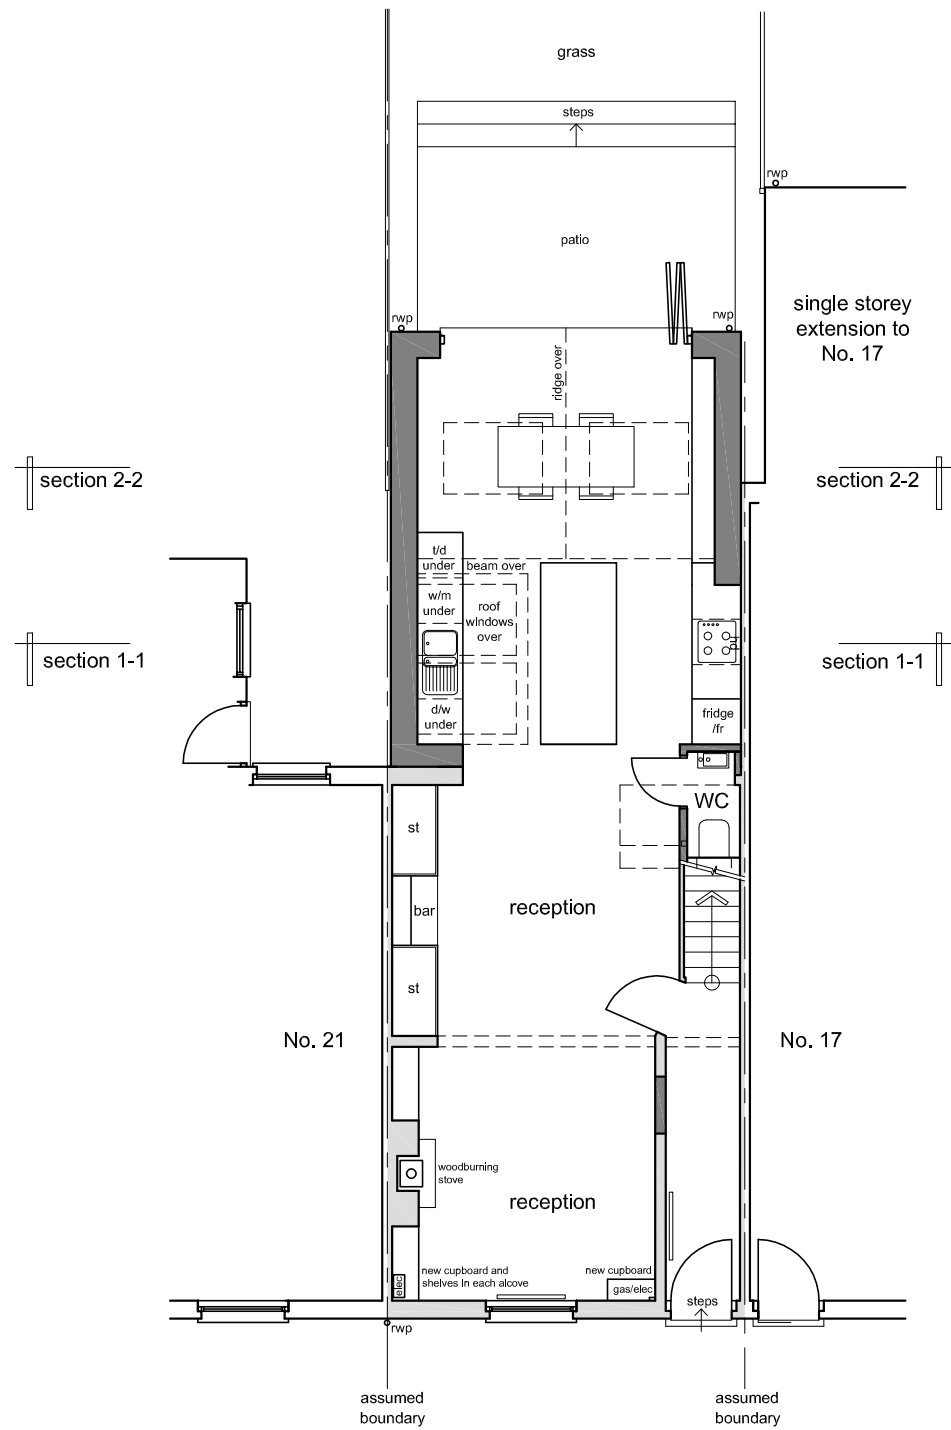 grass
steps
rwp
patio
single storey
extension to
No. 17
rwp
rwp
ridge over
section 2-2
section 2-2
t/d
under
beam over
w/m
under
roof
windows
over
hd
section 1-1
section 1-1
d/w
under
fridge
/fr
WC
st
bar
reception
st
No. 21
No. 17
woodburning
stove
reception
new cupboard and
shelves in each alcove
new cupboard
elec
gas/elec
steps
rwp
assumed
boundary
assumed
boundary